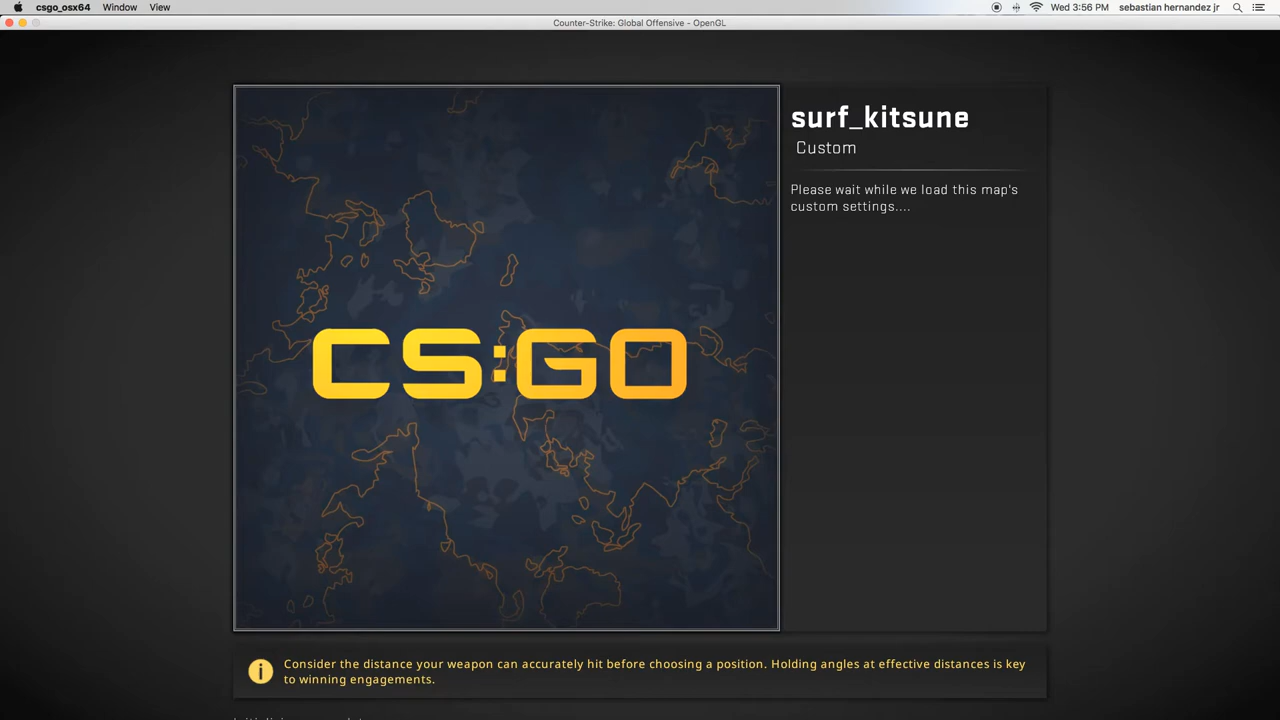 csgo_osx64 Window View Wed 3:56 PM sebastian hernandez jr
Counter-Strike: Global Offensive - OpenGL
surf_kitsune
Custom
Please wait while we load this map's
custom settings....
CS:GO
Consider the distance your weapon can accurately hit before choosing a position. Holding angles at effective distances is key
to winning engagements.